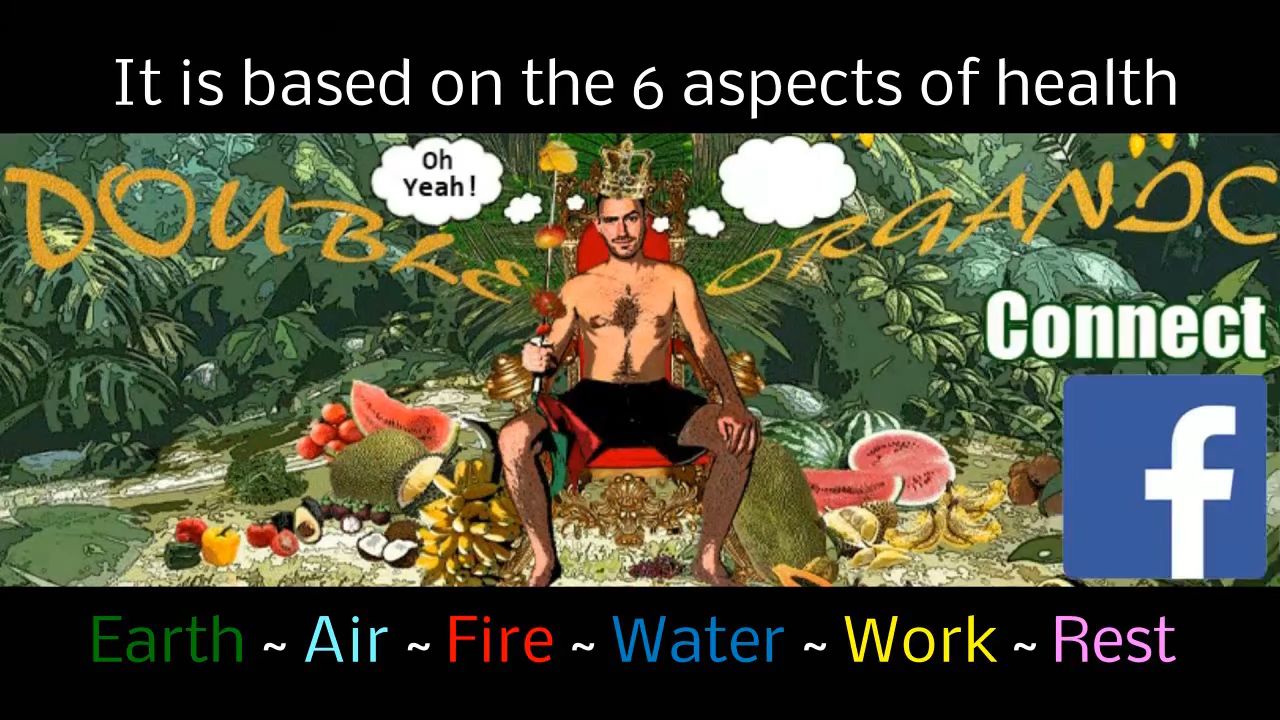 It is based on the 6 aspects of health
DOUBLE ORGANIC
Oh
Yeah!
Connect
f
Earth ~ Air ~ Fire ~ Water ~ Work ~ Rest